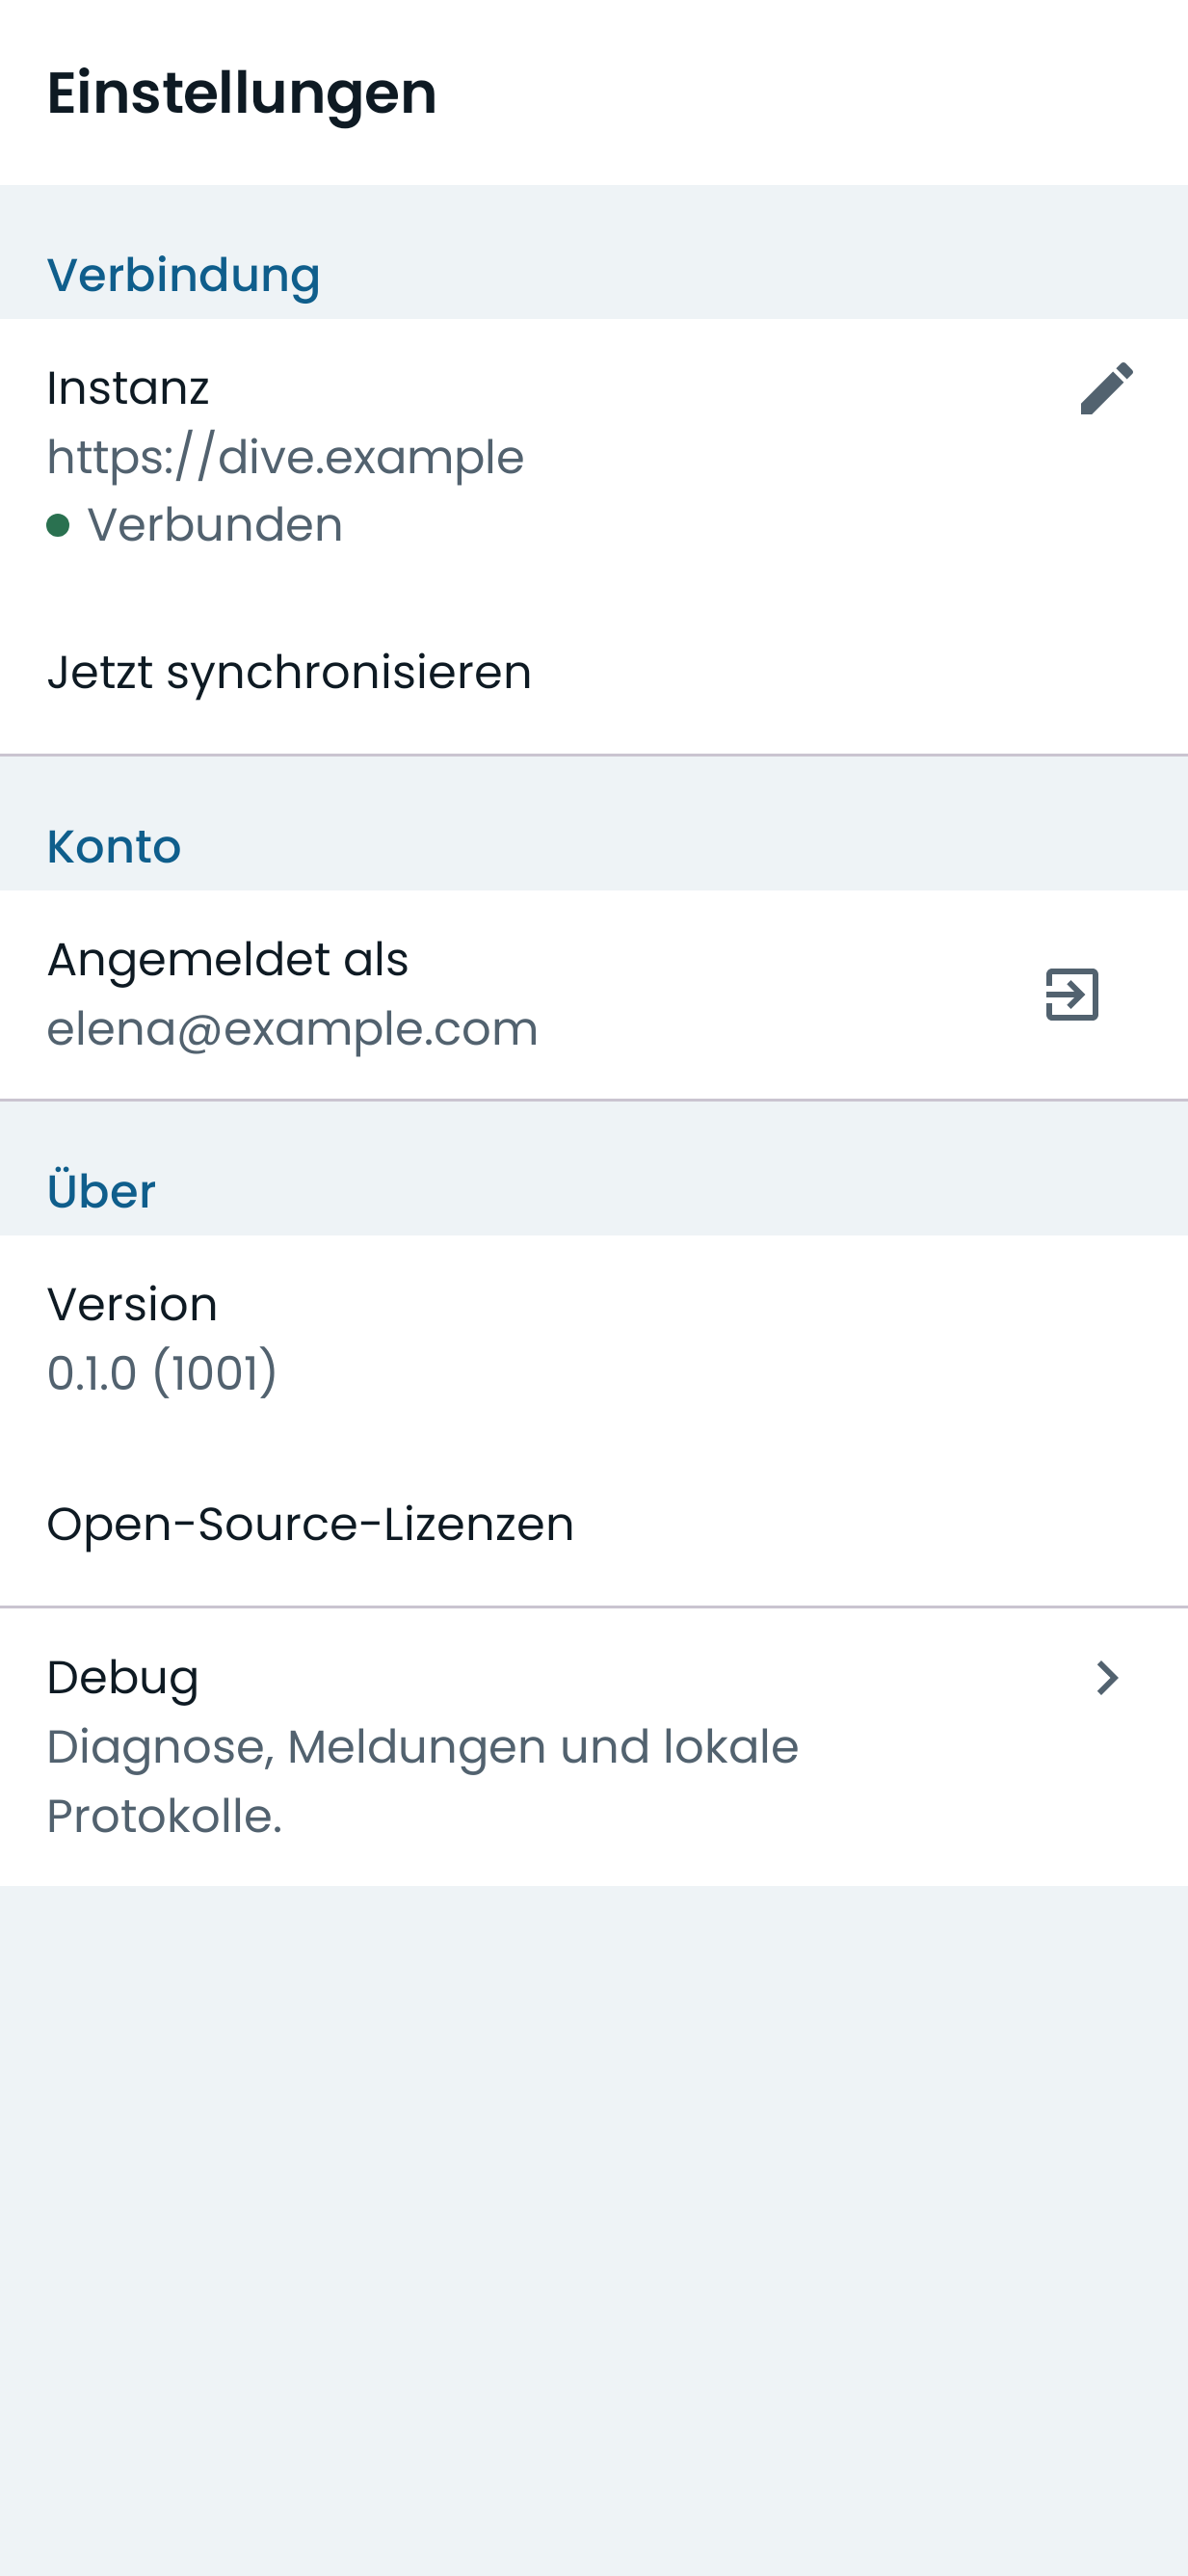 Einstellungen
Verbindung
Instanz
https://dive.example
Verbunden
Jetzt synchronisieren
Konto
Angemeldet als
elena@example.com
Über
Version
0.1.0 (1001)
Open-Source-Lizenzen
Debug
Diagnose, Meldungen und lokale
Protokolle.